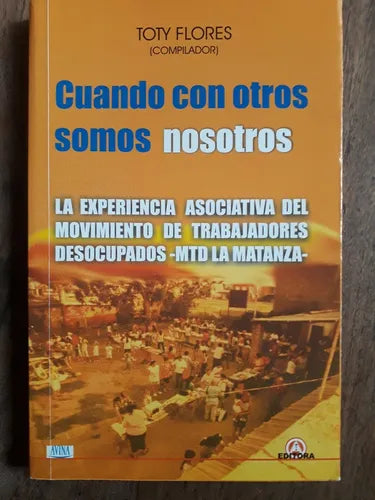 TOTY FLORES
(COMPILADOR)
Cuando con otros
somos nosotros
LA EXPERIENCIA ASOCIATIVA DEL
MOVIMIENTO DE TRABAJADORES
DESOCUPADOS -MTD LA MATANZA-
AVINA
EDITORA